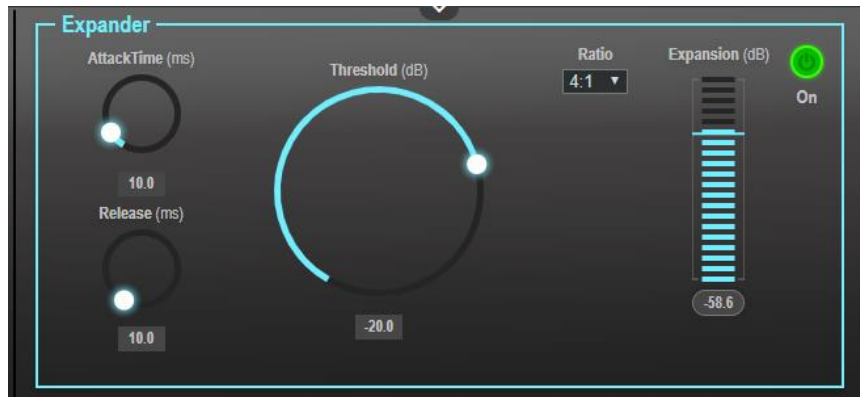 Expander
AttackTime (ms)
10.0
Release (ms)
10.0
Threshold (dB)
-20.0
Ratio
4:1
Expansion (dB)
-58.6
On